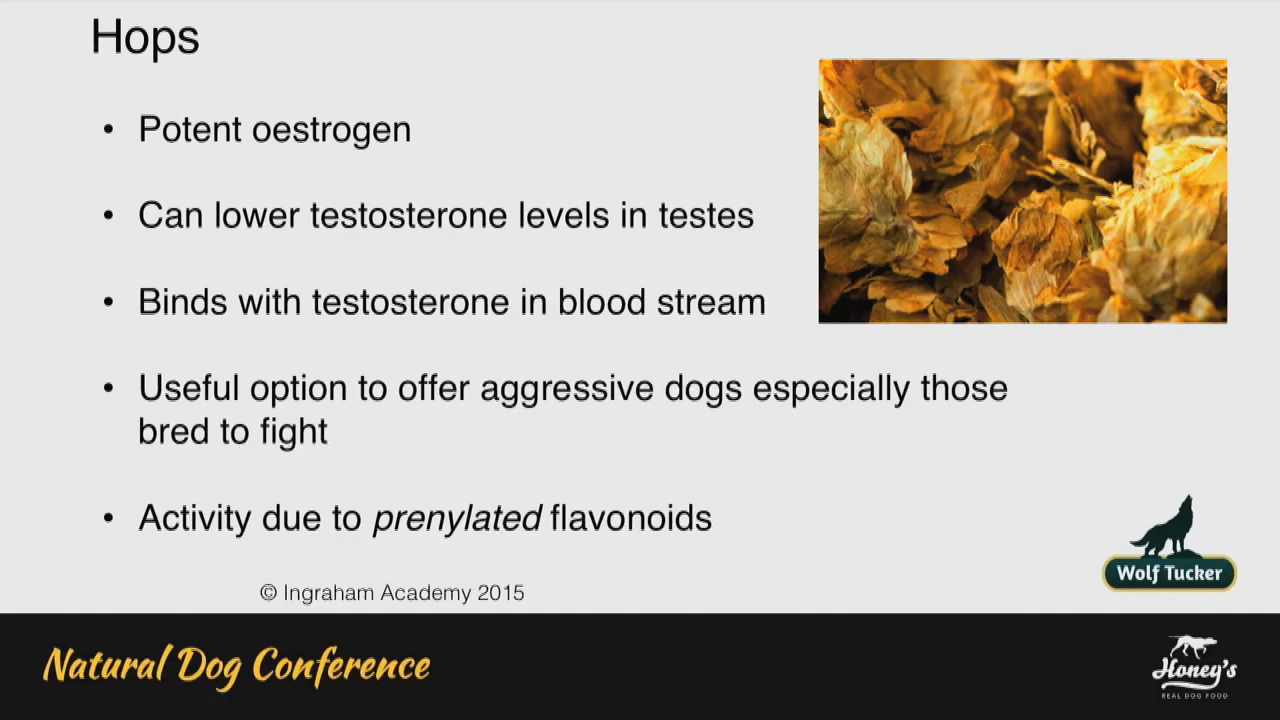 Hops
• Potent oestrogen
• Can lower testosterone levels in testes
• Binds with testosterone in blood stream
• Useful option to offer aggressive dogs especially those
bred to fight
• Activity due to prenylated flavonoids
© Ingraham Academy 2015
Wolf Tucker
Natural Dog Conference
Honey's
REAL DOG FOOD